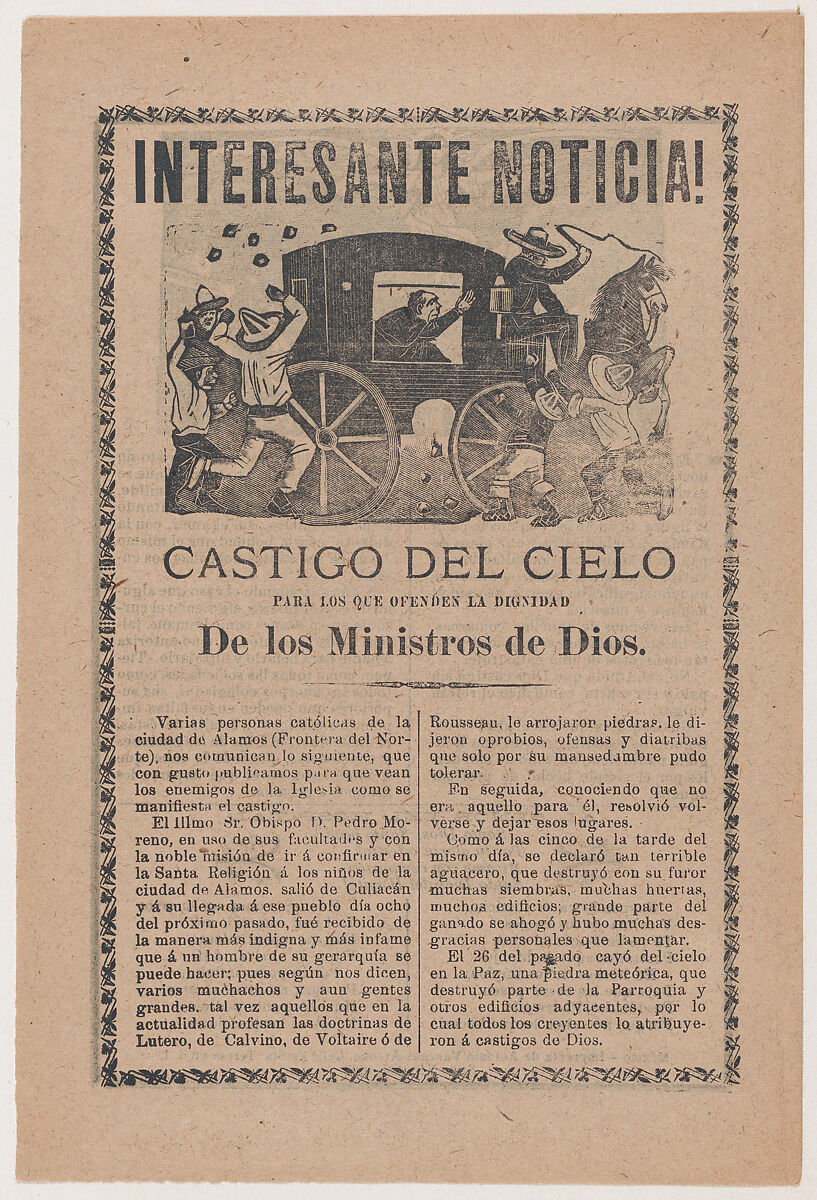 INTERESANTE NOTICIA!
CASTIGO DEL CIELO
PARA LOS QUE OFENDEN LA DIGNIDAD
De los Ministros de Dios.
Varias personas católicas de la
ciudad de Alamos (Frontera del Nor-
te), nos comunican lo siguiente, que
con gusto publicamos para que vean
los enemigos de la Iglesia como se
manifiesta el castigo.
El Illmo Sr. Obispo D. Pedro Mo-
reno, en uso de sus facultades y con
la noble misión de ir á confirmar en
la Santa Religión á los niños de la
ciudad de Alamos, salió de Culiacán
y á su llegada á ese pueblo día ocho
del próximo pasado, fué recibido de
la manera más indigna y más infame
que á un hombre de su gerarquía se
puede hacer; pues según nos dicen,
varios muchachos y aun gentes
grandes, tal vez aquellos que en la
actualidad profesan las doctrinas de
Lutero, de Calvino, de Voltaire ó de
Rousseau, le arrojaron piedras, le di-
jeron oprobios, ofensas y diatribas
que solo por su mansedambre pudo
tolerar.
En seguida, conociendo que no
era aquello para él, resolvió vol-
verse y dejar esos lugares.
Como á las cinco de la tarde del
mismo día, se declaró tan terrible
aguacero, que destruyó con su furor
muchas siembras, muchas huertas,
muchos edificios; grande parte del
ganado se ahogó y hubo muchas des-
gracias personales que lamentar.
El 26 del pasado cayó del cielo
en la Paz, una piedra meteórica, que
destruyó parte de la Parroquia y
otros edificios adyacentes, por lo
cual todos los creyentes lo atribuye-
ron á castigos de Dios.